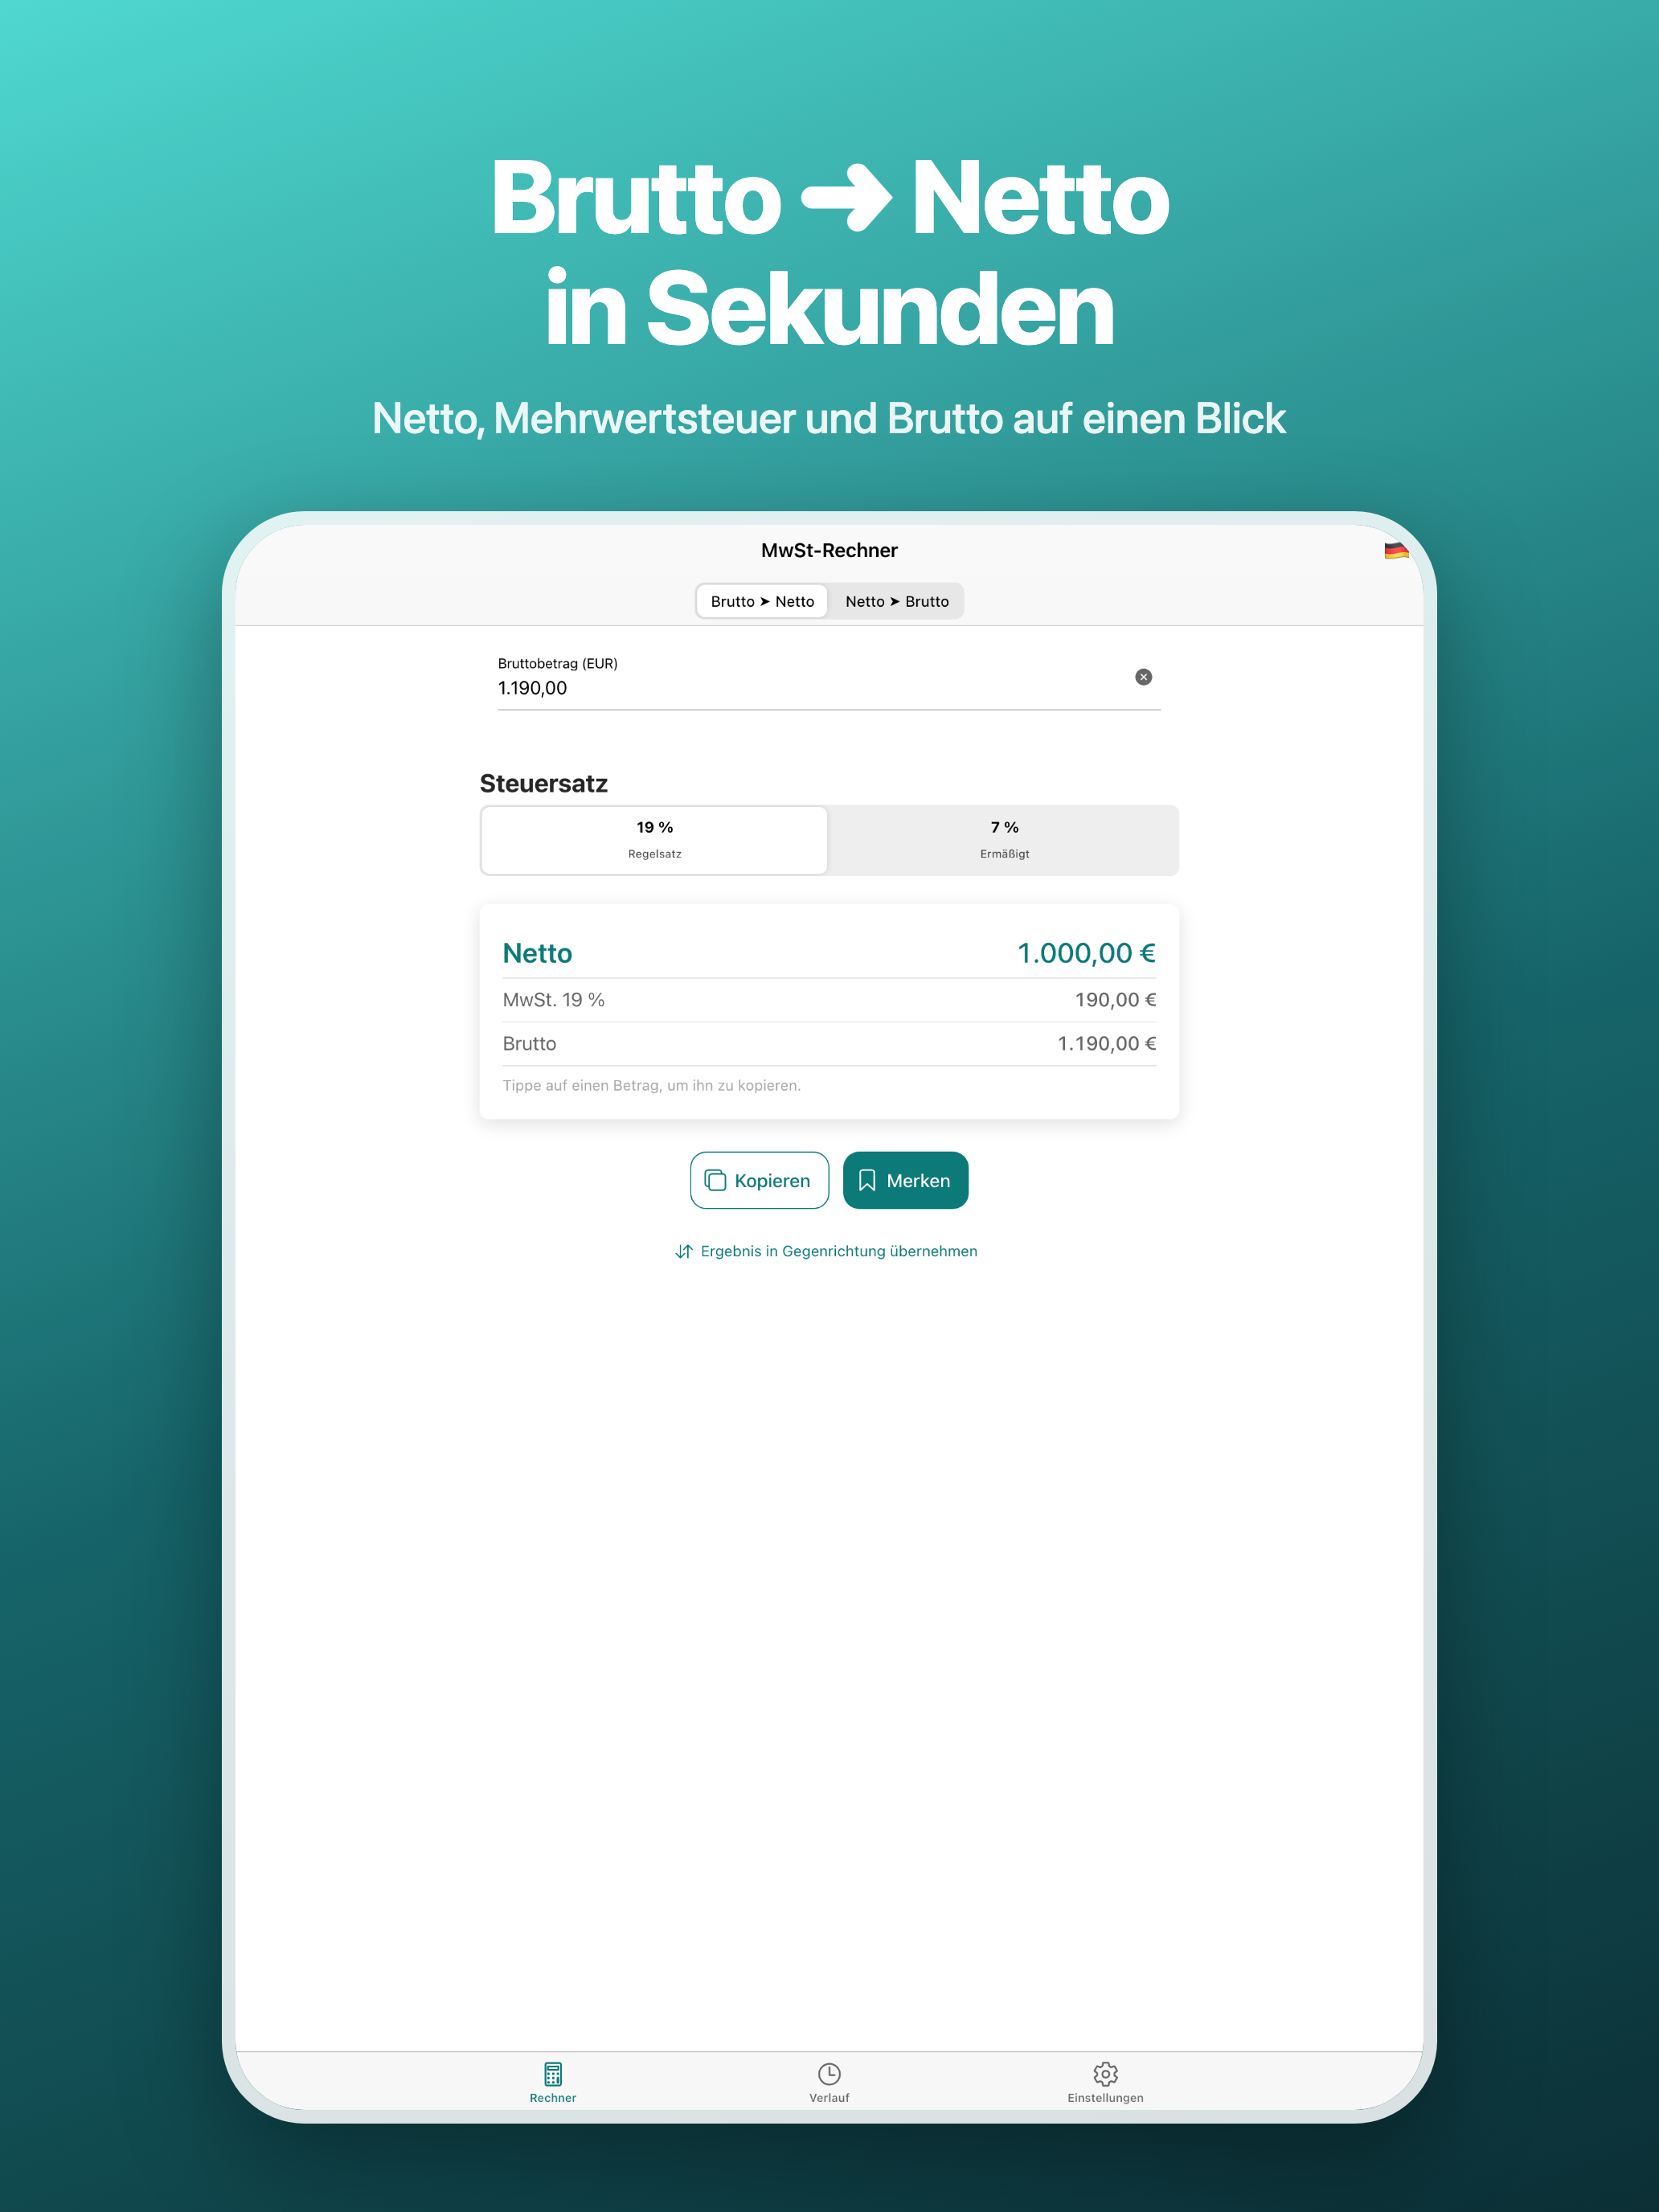 Brutto ➜ Netto
in Sekunden
Netto, Mehrwertsteuer und Brutto auf einen Blick
MwSt-Rechner
Brutto ➤ Netto
Netto ➤ Brutto
Bruttobetrag (EUR)
1.190,00
Steuersatz
19 %
Regelsatz
7 %
Ermäßigt
Netto 1.000,00 €
MwSt. 19 % 190,00 €
Brutto 1.190,00 €
Tippe auf einen Betrag, um ihn zu kopieren.
Kopieren
Merken
Ergebnis in Gegenrichtung übernehmen
Rechner
Verlauf
Einstellungen